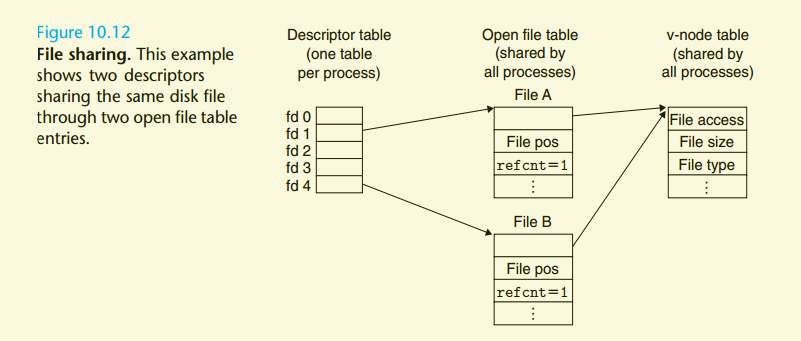 Figure 10.12
File sharing. This example
shows two descriptors
sharing the same disk file
through two open file table
entries.
Descriptor table
(one table
per process)
fd 0
fd 1
fd 2
fd 3
fd 4
Open file table
(shared by
all processes)
File A
File pos
refcnt=1
⋮
File B
File pos
refcnt=1
⋮
v-node table
(shared by
all processes)
File access
File size
File type
⋮